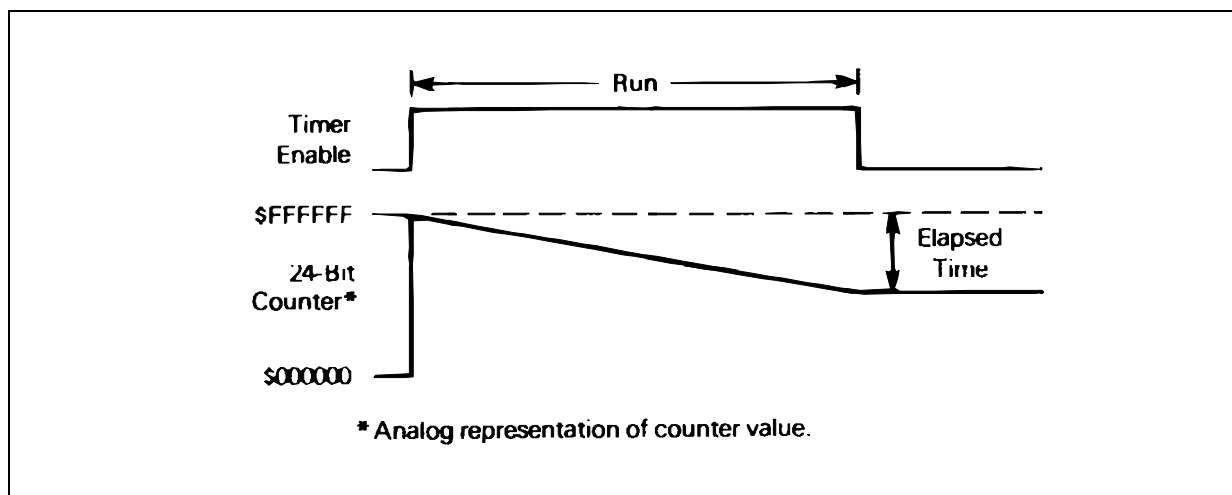 Run
Timer
Enable
$FFFFFF
Elapsed
Time
24-Bit
Counter*
$000000
* Analog representation of counter value.